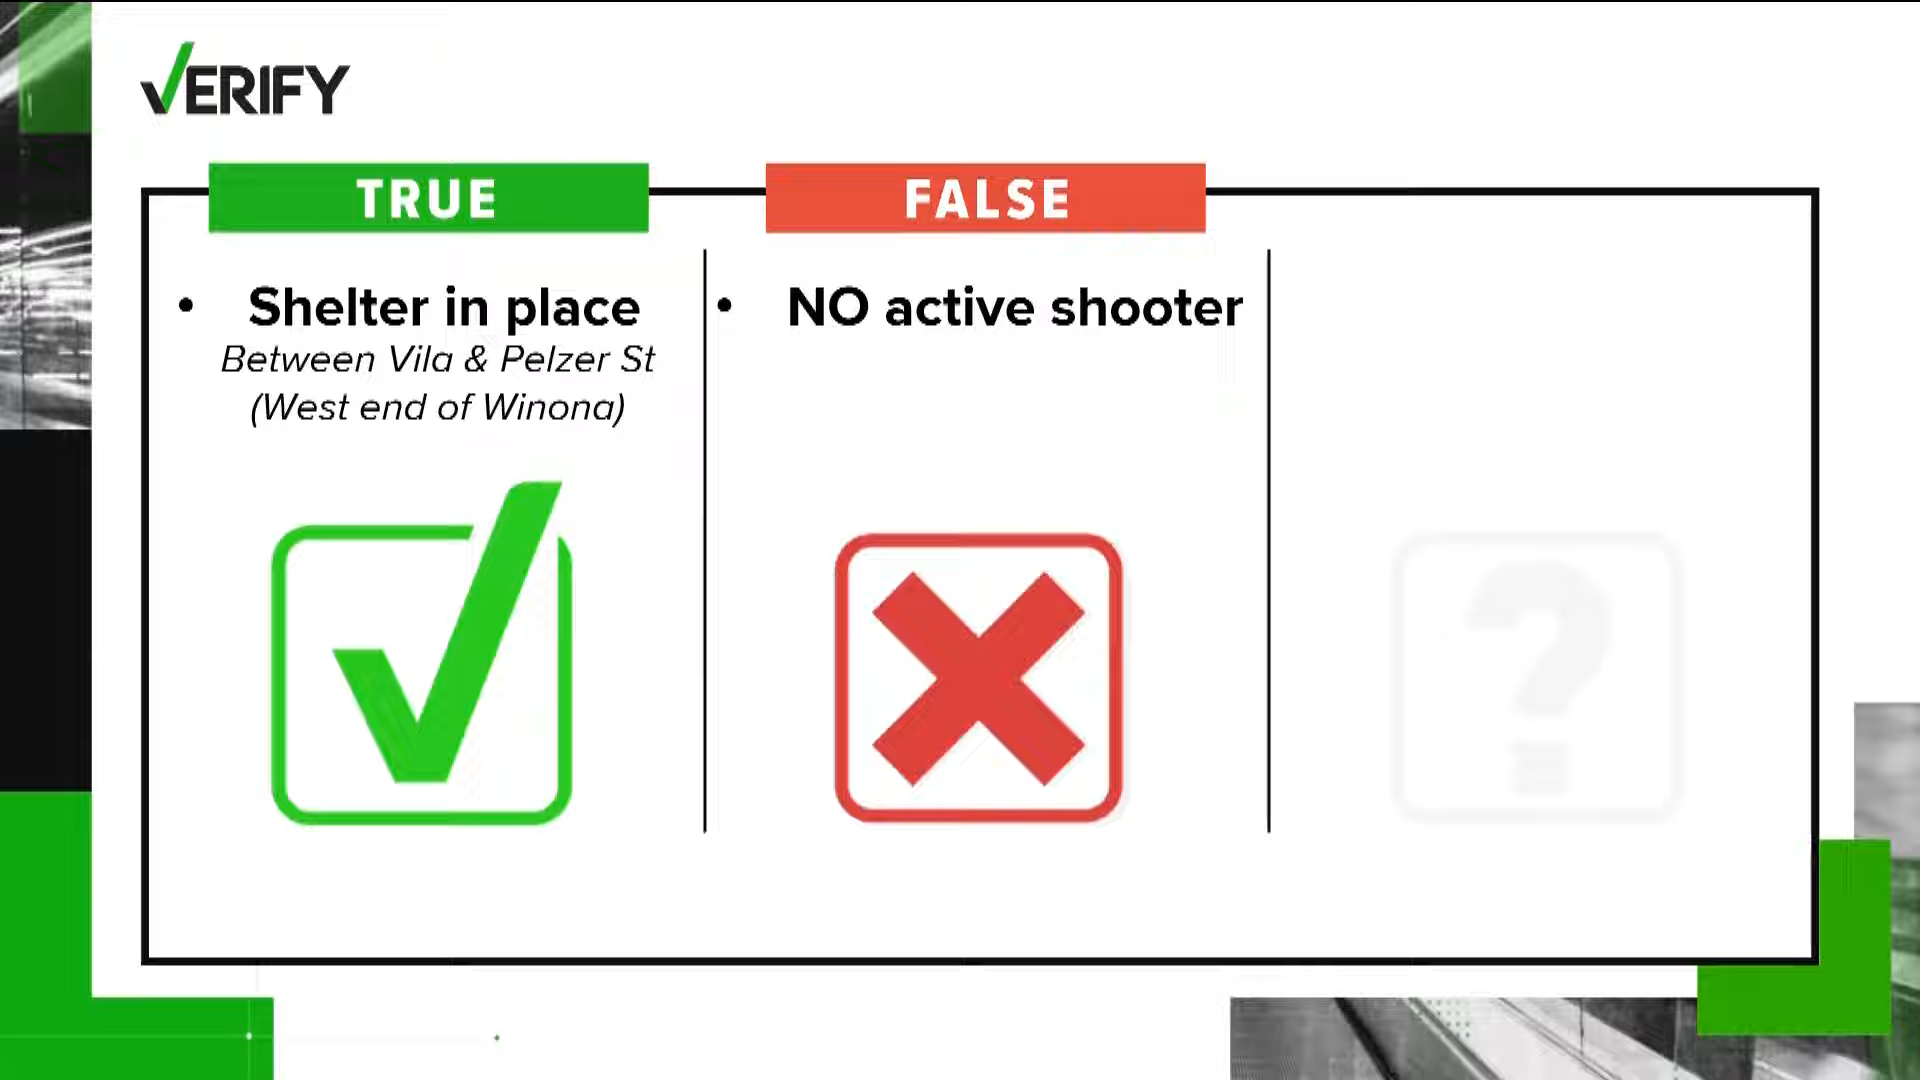 VERIFY
TRUE
FALSE
• Shelter in place
Between Vila & Pelzer St
(West end of Winona)
• NO active shooter
?